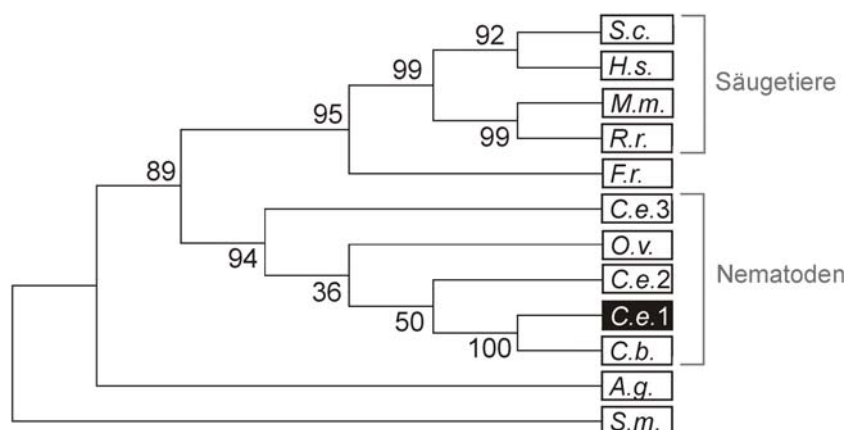 S.c.
92
H.s.
99
Säugetiere
M.m.
95
99
R.r.
89
F.r.
C.e.3
94
O.v.
36
C.e.2
Nematoden
50
C.e.1
100
C.b.
A.g.
S.m.